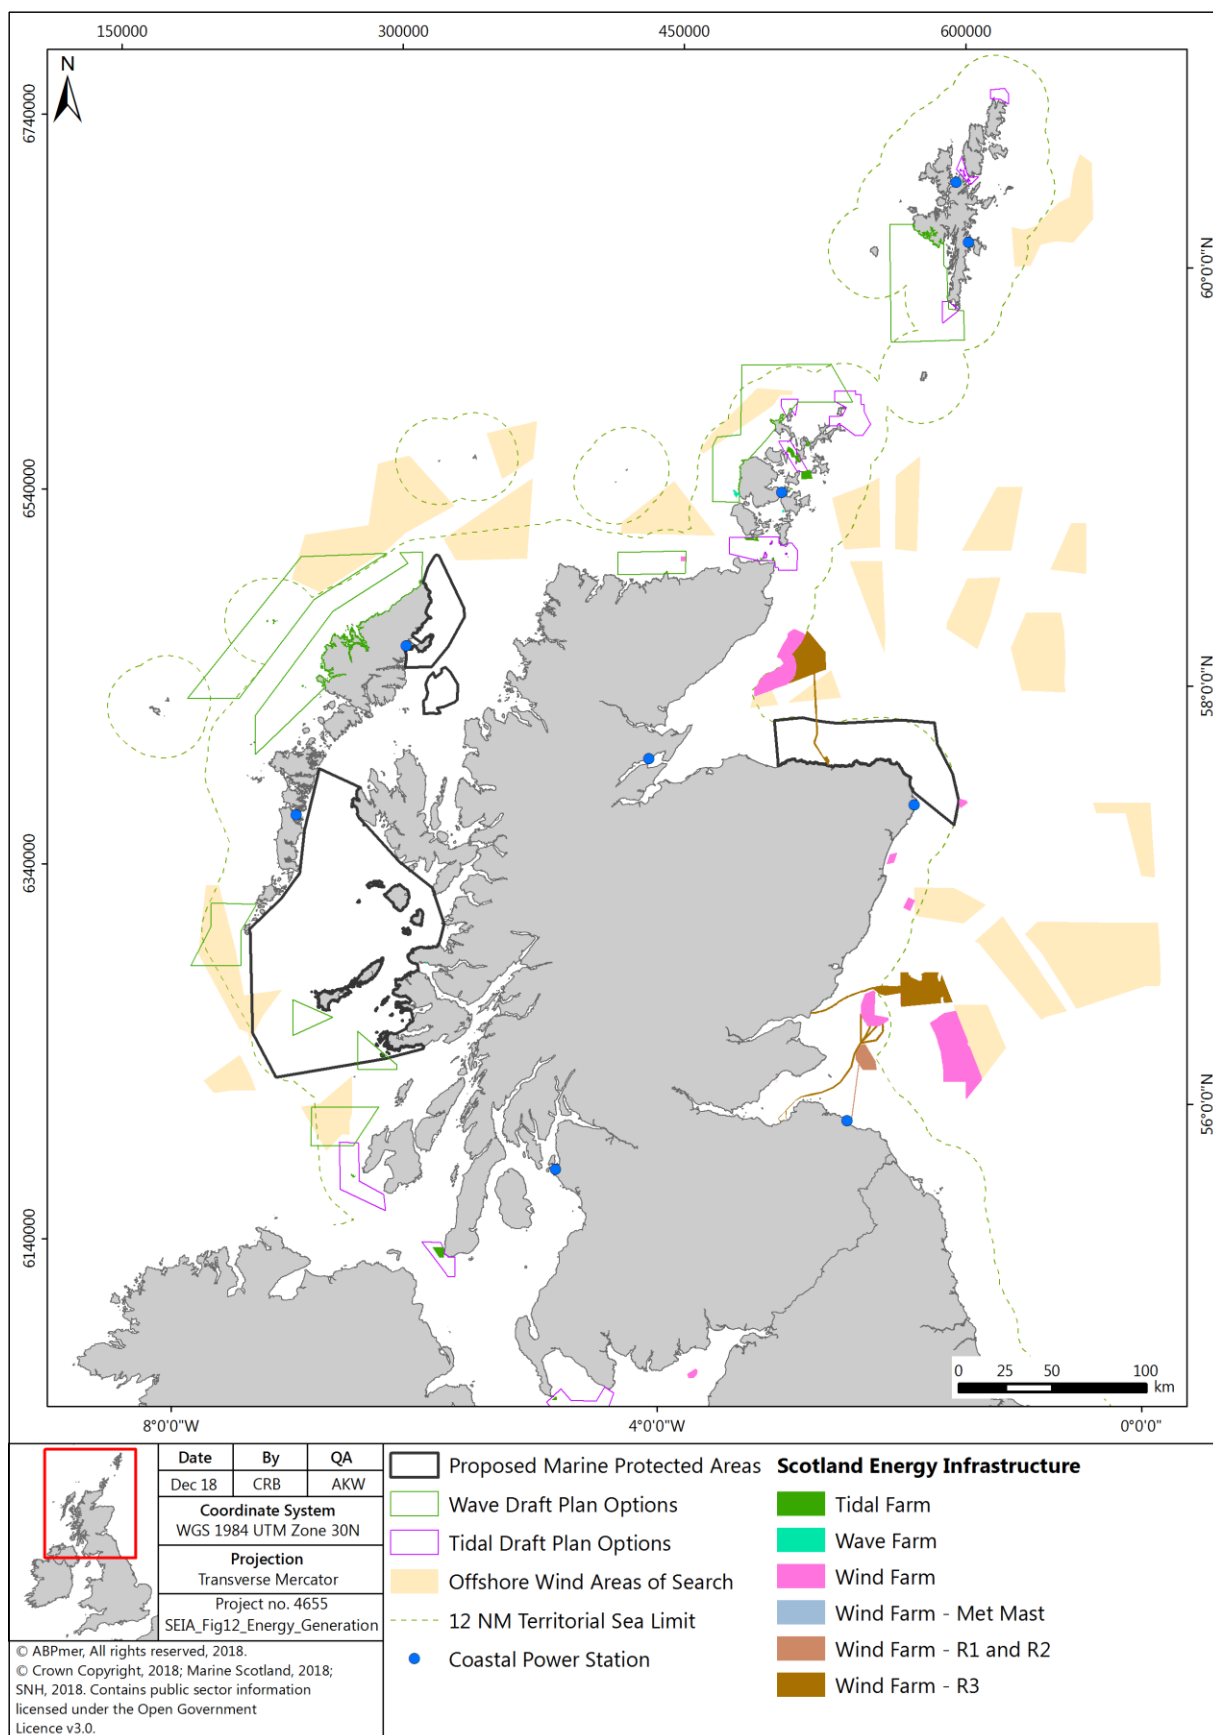 150000 300000 450000 600000
N
6740000
6540000
6340000
6140000
60°0'0"N
58°0'0"N
56°0'0"N
0 25 50 100
km
8°0'0"W 4°0'0"W 0°0'0"
Date By QA
Dec 18 CRB AKW
Coordinate System
WGS 1984 UTM Zone 30N
Projection
Transverse Mercator
Project no. 4655
SEIA_Fig12_Energy_Generation
© ABPmer, All rights reserved, 2018.
© Crown Copyright, 2018; Marine Scotland, 2018;
SNH, 2018. Contains public sector information
licensed under the Open Government
Licence v3.0.
Proposed Marine Protected Areas
Wave Draft Plan Options
Tidal Draft Plan Options
Offshore Wind Areas of Search
12 NM Territorial Sea Limit
Coastal Power Station
Scotland Energy Infrastructure
Tidal Farm
Wave Farm
Wind Farm
Wind Farm - Met Mast
Wind Farm - R1 and R2
Wind Farm - R3